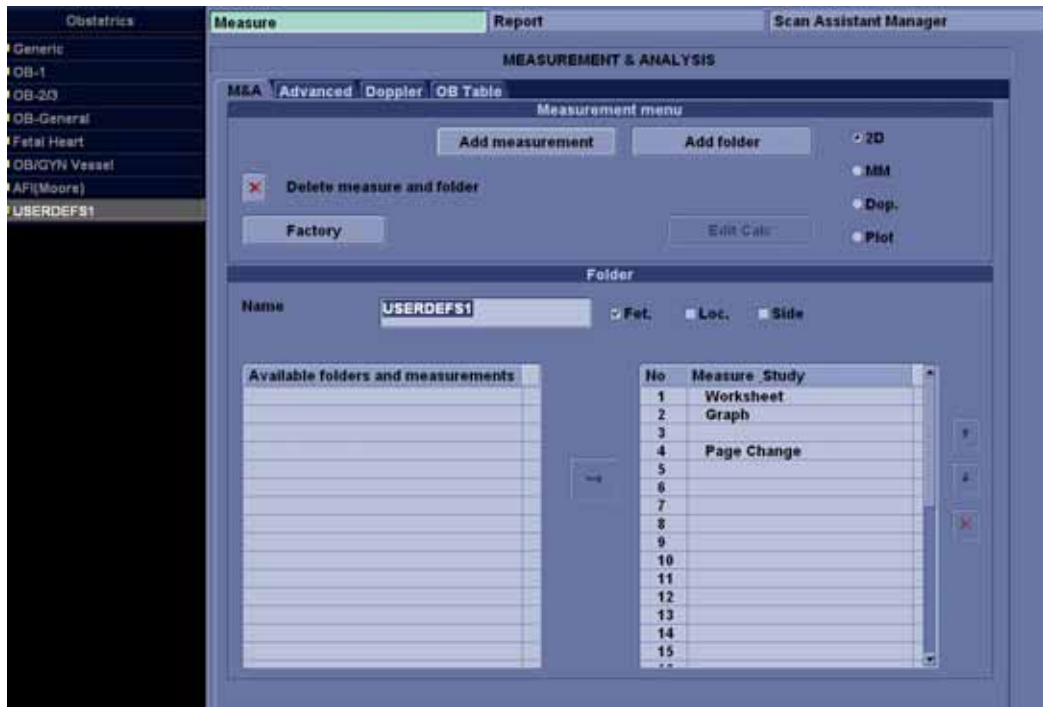 Obstetrics
Measure
Report
Scan Assistant Manager
Generic
OB-1
OB-2/3
OB-General
Fetal Heart
OB/GYN Vessel
AFI(Moore)
USERDEFS1
MEASUREMENT & ANALYSIS
M&A Advanced Doppler OB Table
Measurement menu
Add measurement
Add folder
2D
MM
Dop.
Plot
Delete measure and folder
Factory
Edit Calc
Folder
Name
USERDEFS1
Fet.
Loc.
Side
Available folders and measurements
No Measure_Study
1 Worksheet
2 Graph
3
4 Page Change
5
6
7
8
9
10
11
12
13
14
15